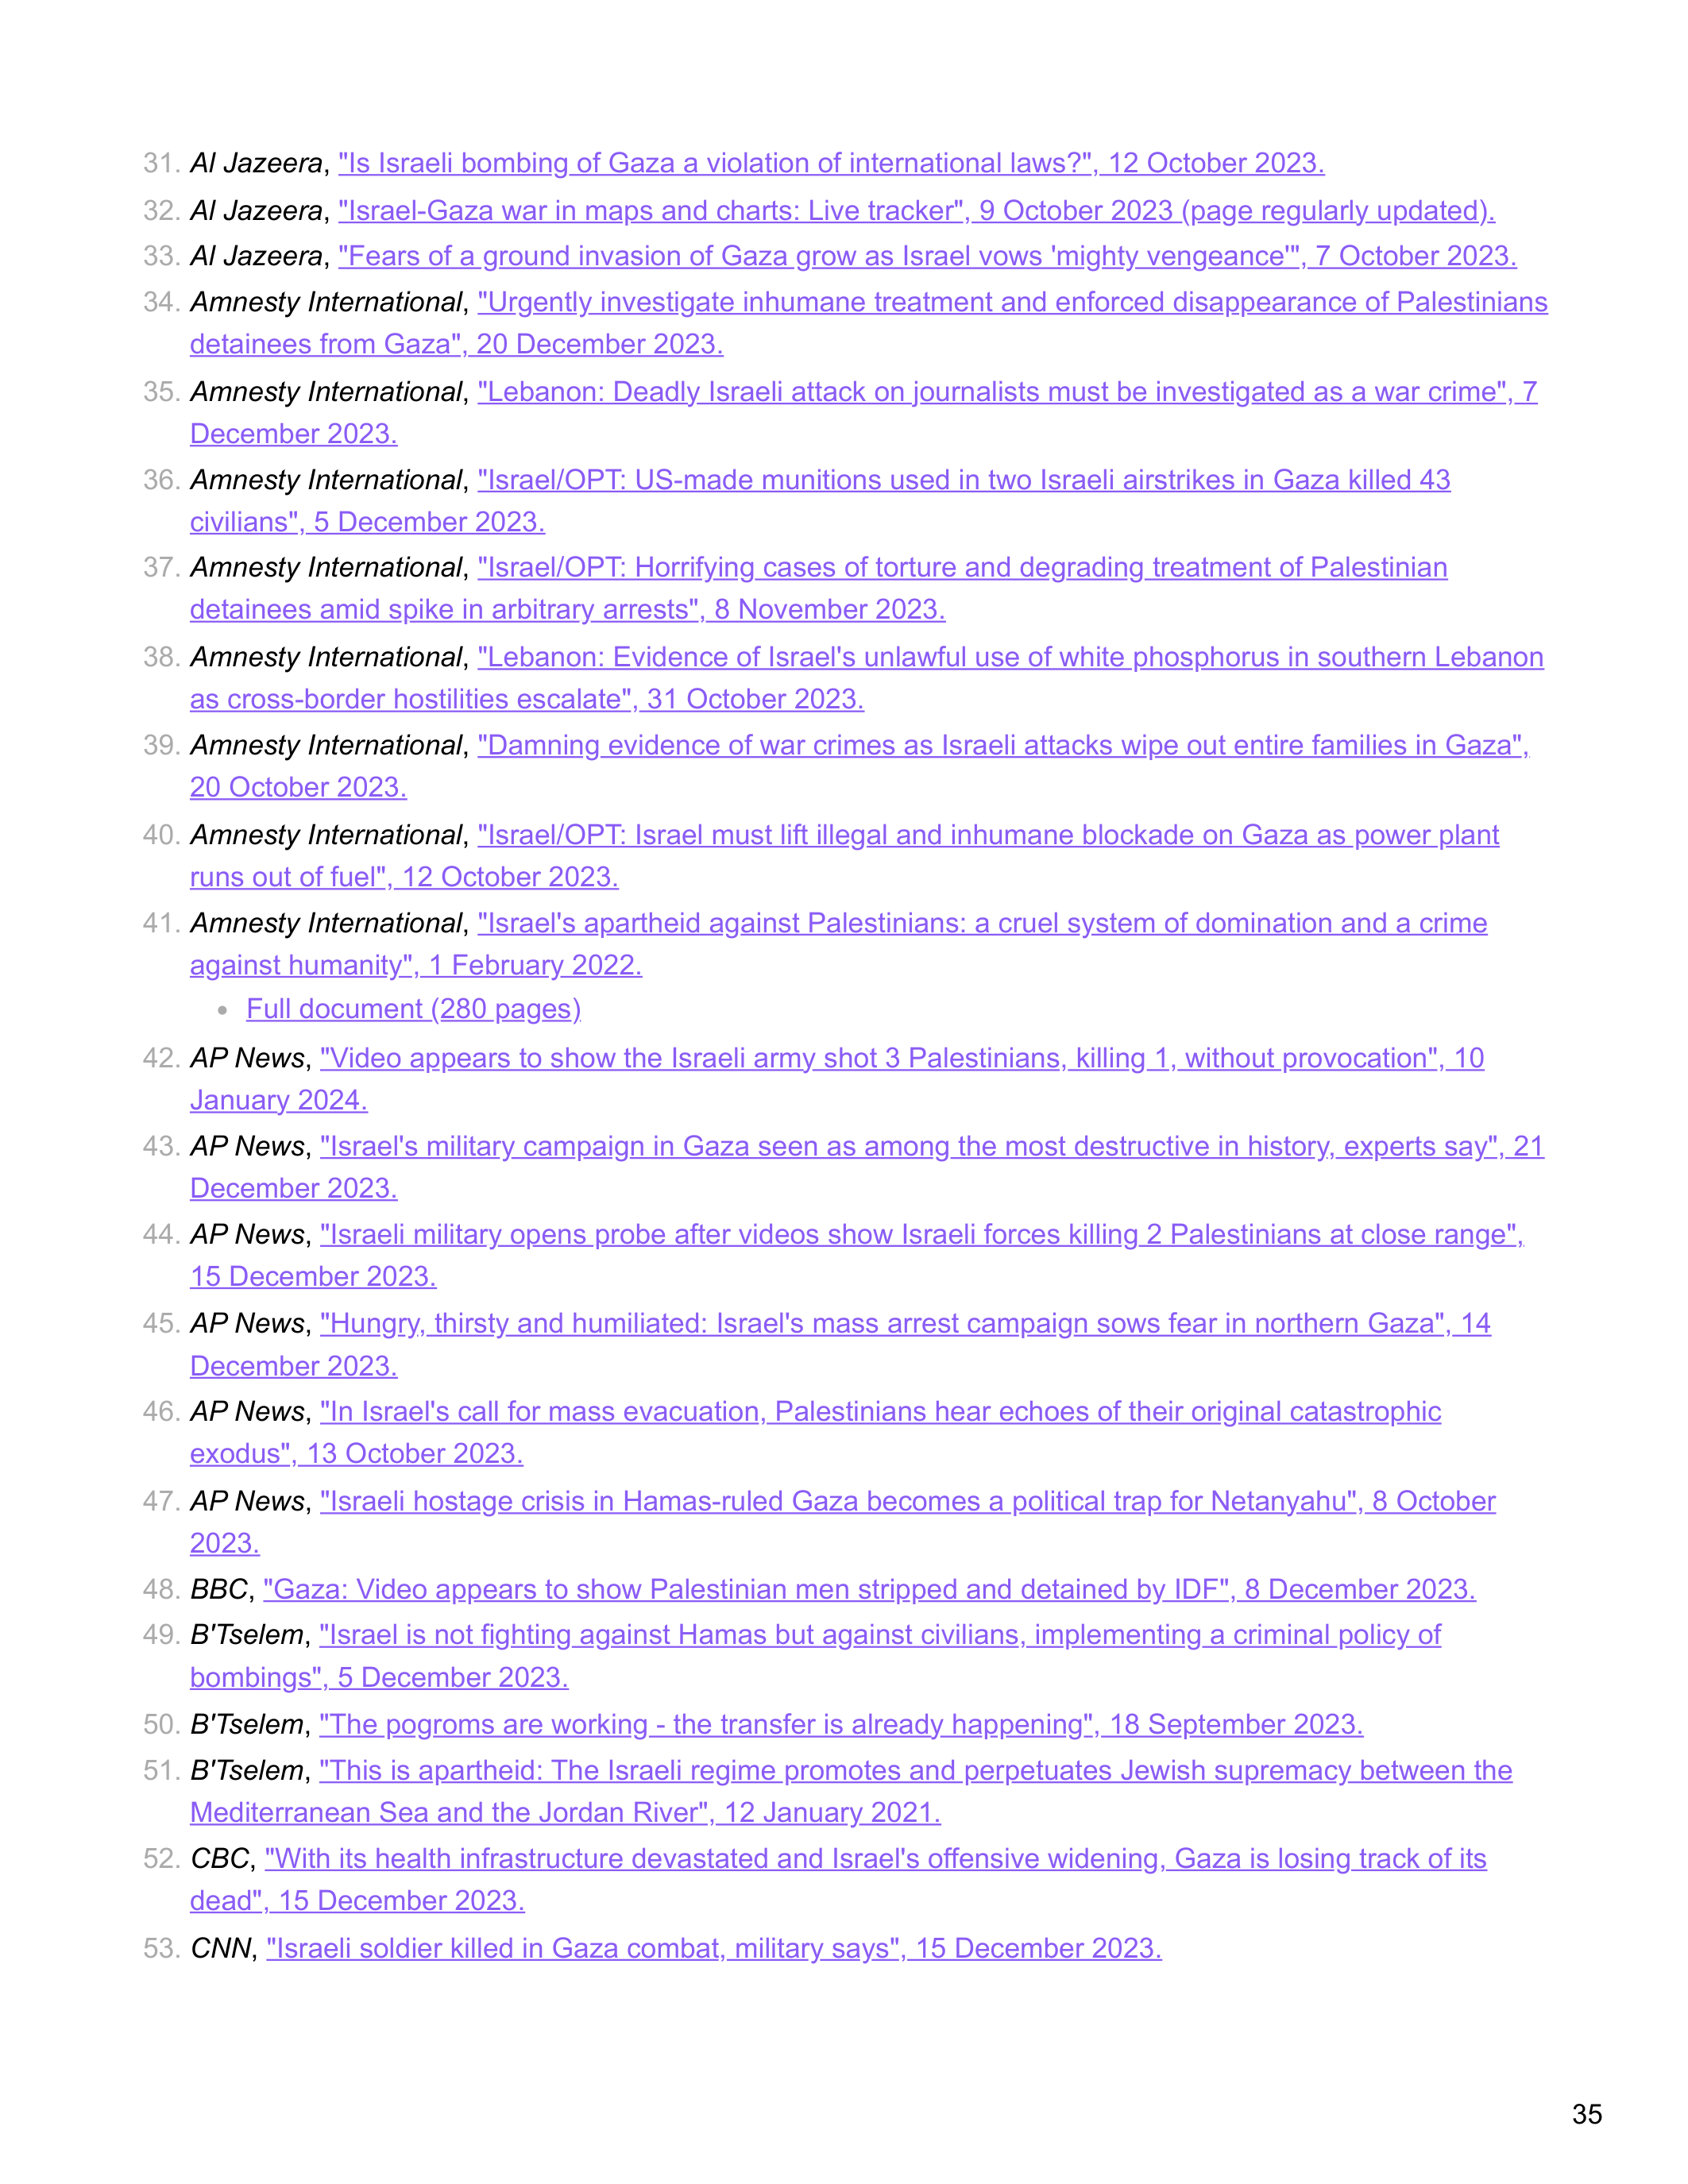 31. Al Jazeera, "Is Israeli bombing of Gaza a violation of international laws?", 12 October 2023.
32. Al Jazeera, "Israel-Gaza war in maps and charts: Live tracker", 9 October 2023 (page regularly updated).
33. Al Jazeera, "Fears of a ground invasion of Gaza grow as Israel vows 'mighty vengeance'", 7 October 2023.
34. Amnesty International, "Urgently investigate inhumane treatment and enforced disappearance of Palestinians
detainees from Gaza", 20 December 2023.
35. Amnesty International, "Lebanon: Deadly Israeli attack on journalists must be investigated as a war crime", 7
December 2023.
36. Amnesty International, "Israel/OPT: US-made munitions used in two Israeli airstrikes in Gaza killed 43
civilians", 5 December 2023.
37. Amnesty International, "Israel/OPT: Horrifying cases of torture and degrading treatment of Palestinian
detainees amid spike in arbitrary arrests", 8 November 2023.
38. Amnesty International, "Lebanon: Evidence of Israel's unlawful use of white phosphorus in southern Lebanon
as cross-border hostilities escalate", 31 October 2023.
39. Amnesty International, "Damning evidence of war crimes as Israeli attacks wipe out entire families in Gaza",
20 October 2023.
40. Amnesty International, "Israel/OPT: Israel must lift illegal and inhumane blockade on Gaza as power plant
runs out of fuel", 12 October 2023.
41. Amnesty International, "Israel's apartheid against Palestinians: a cruel system of domination and a crime
against humanity", 1 February 2022.
• Full document (280 pages)
42. AP News, "Video appears to show the Israeli army shot 3 Palestinians, killing 1, without provocation", 10
January 2024.
43. AP News, "Israel's military campaign in Gaza seen as among the most destructive in history, experts say", 21
December 2023.
44. AP News, "Israeli military opens probe after videos show Israeli forces killing 2 Palestinians at close range",
15 December 2023.
45. AP News, "Hungry, thirsty and humiliated: Israel's mass arrest campaign sows fear in northern Gaza", 14
December 2023.
46. AP News, "In Israel's call for mass evacuation, Palestinians hear echoes of their original catastrophic
exodus", 13 October 2023.
47. AP News, "Israeli hostage crisis in Hamas-ruled Gaza becomes a political trap for Netanyahu", 8 October
2023.
48. BBC, "Gaza: Video appears to show Palestinian men stripped and detained by IDF", 8 December 2023.
49. B'Tselem, "Israel is not fighting against Hamas but against civilians, implementing a criminal policy of
bombings", 5 December 2023.
50. B'Tselem, "The pogroms are working - the transfer is already happening", 18 September 2023.
51. B'Tselem, "This is apartheid: The Israeli regime promotes and perpetuates Jewish supremacy between the
Mediterranean Sea and the Jordan River", 12 January 2021.
52. CBC, "With its health infrastructure devastated and Israel's offensive widening, Gaza is losing track of its
dead", 15 December 2023.
53. CNN, "Israeli soldier killed in Gaza combat, military says", 15 December 2023.
35